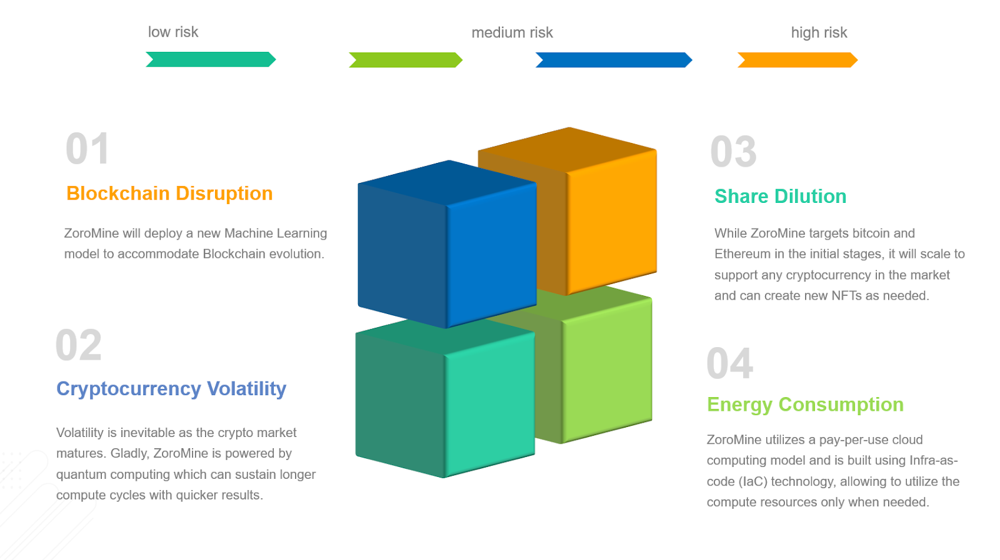 low risk
medium risk
high risk
01
Blockchain Disruption
ZoroMine will deploy a new Machine Learning
model to accommodate Blockchain evolution.
02
Cryptocurrency Volatility
Volatility is inevitable as the crypto market
matures. Gladly, ZoroMine is powered by
quantum computing which can sustain longer
compute cycles with quicker results.
03
Share Dilution
While ZoroMine targets bitcoin and
Ethereum in the initial stages, it will scale to
support any cryptocurrency in the market
and can create new NFTs as needed.
04
Energy Consumption
ZoroMine utilizes a pay-per-use cloud
computing model and is built using Infra-as-
code (IaC) technology, allowing to utilize the
compute resources only when needed.